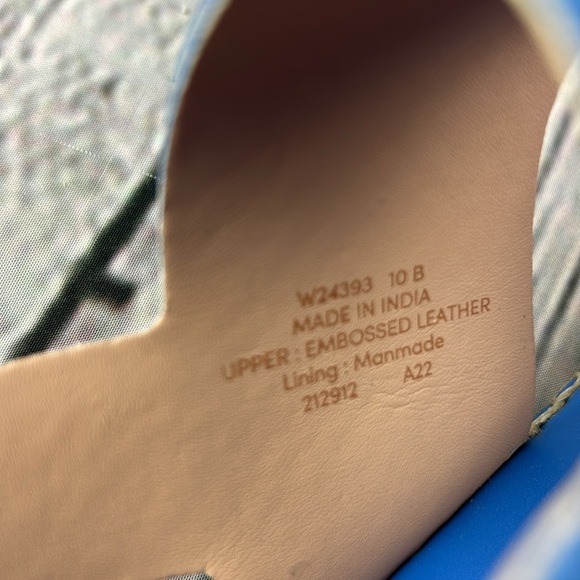 W24393 10 B
MADE IN INDIA
UPPER : EMBOSSED LEATHER
Lining : Manmade
212912 A22